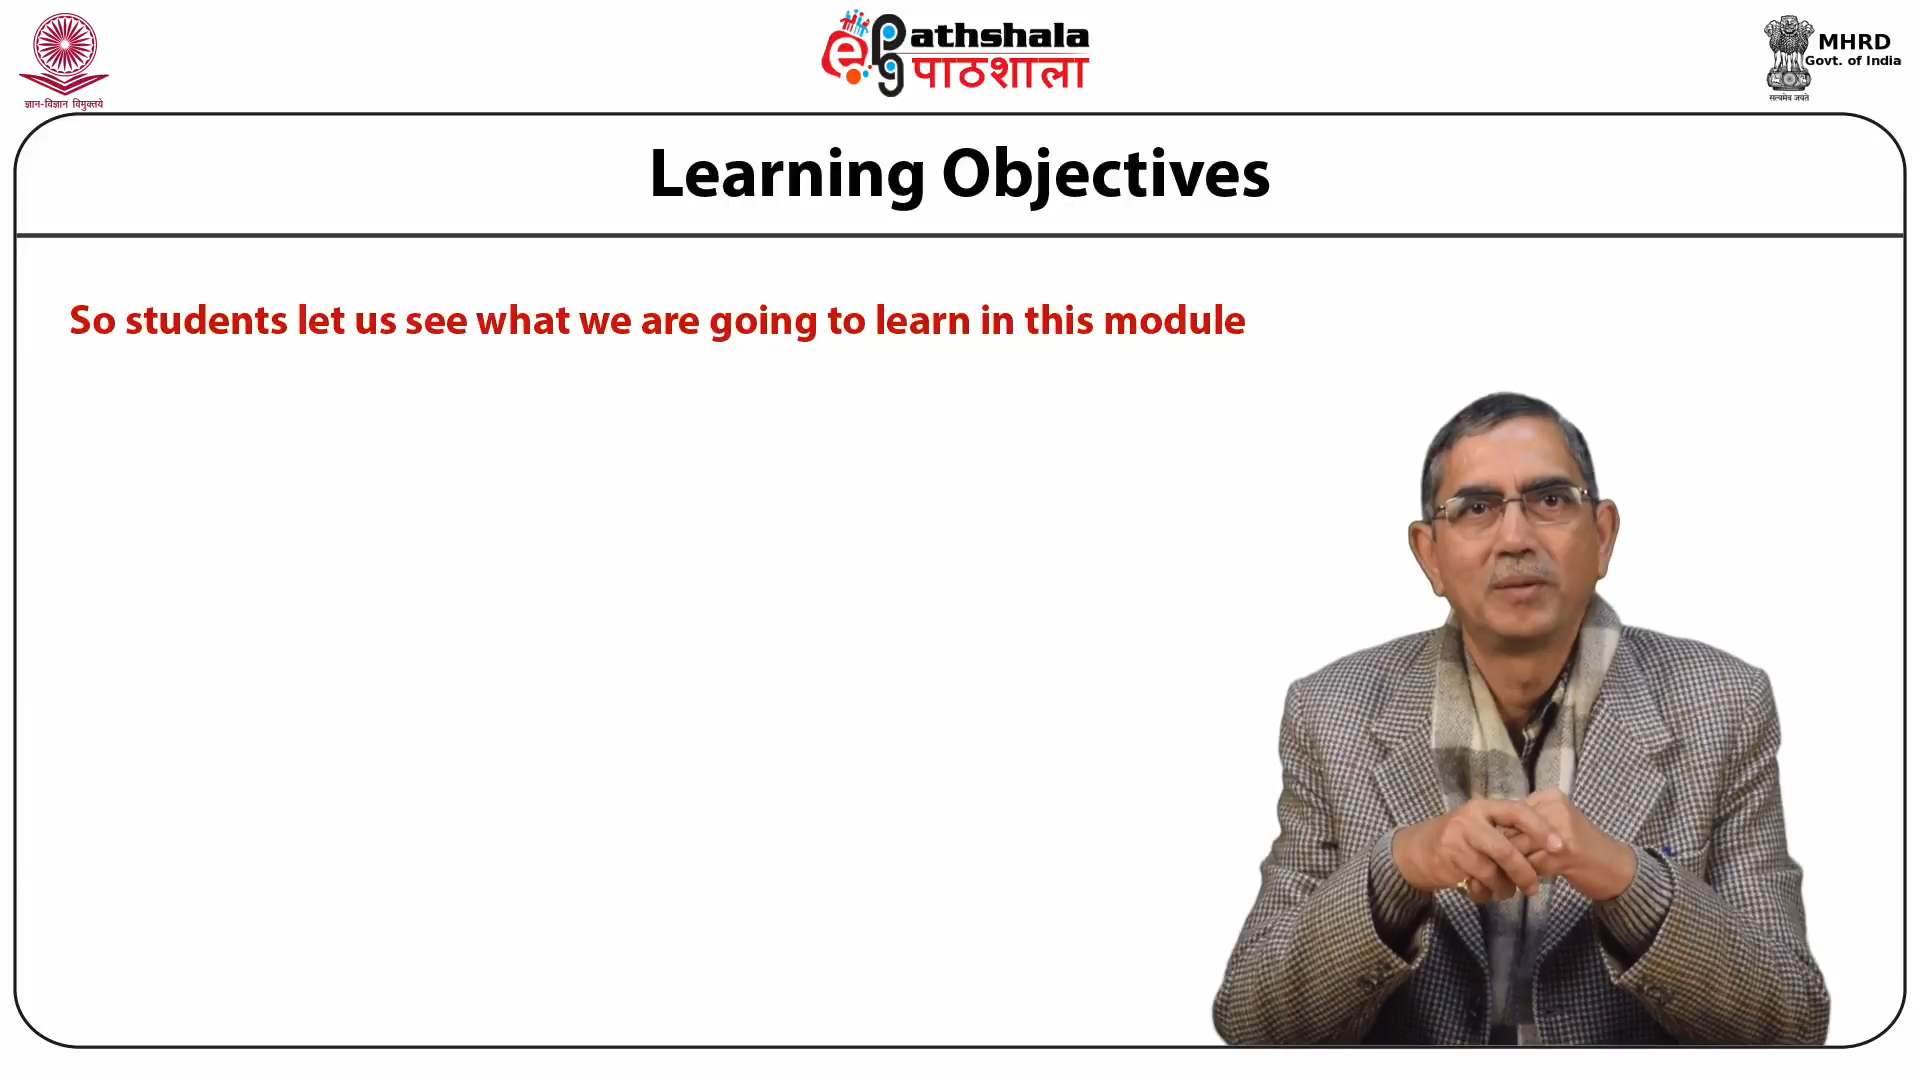 ज्ञान-विज्ञान विमुक्तये
ePathshala
पाठशाला
सत्यमेव जयते
MHRD
Govt. of India
Learning Objectives
So students let us see what we are going to learn in this module